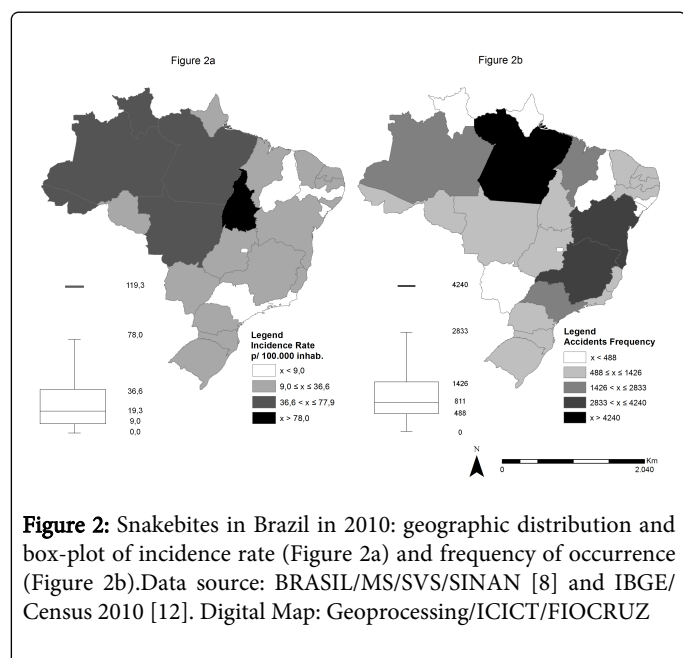 Figure 2a
Figure 2b
119,3
78,0
36,6
19,3
9,0
0,0
Legend
Incidence Rate
p/ 100.000 inhab.
x < 9,0
9,0 ≤ x ≤ 36,6
36,6 < x ≤ 77,9
x > 78,0
4240
2833
1426
811
488
0
Legend
Accidents Frequency
x < 488
488 ≤ x ≤ 1426
1426 < x ≤ 2833
2833 < x ≤ 4240
x > 4240
N
Km
0
2.040
Figure 2: Snakebites in Brazil in 2010: geographic distribution and
box-plot of incidence rate (Figure 2a) and frequency of occurrence
(Figure 2b).Data source: BRASIL/MS/SVS/SINAN [8] and IBGE/
Census 2010 [12]. Digital Map: Geoprocessing/ICICT/FIOCRUZ